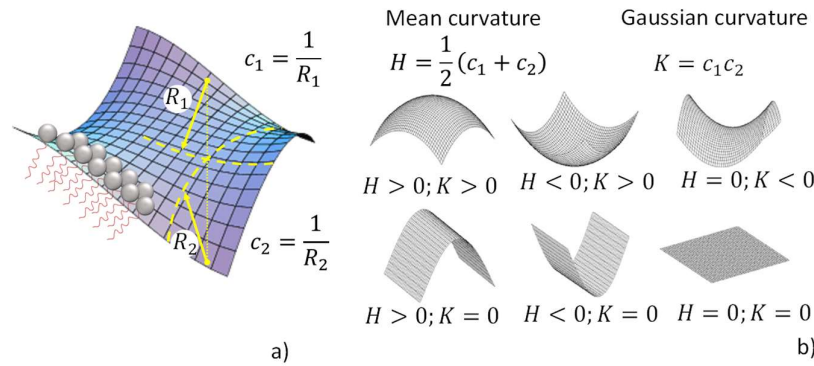 a)
c₁ = 1/R₁
R₁
R₂
c₂ = 1/R₂
Mean curvature
H = 1/2 (c₁ + c₂)
Gaussian curvature
K = c₁c₂
H > 0; K > 0
H < 0; K > 0
H = 0; K < 0
H > 0; K = 0
H < 0; K = 0
H = 0; K = 0
a)
b)